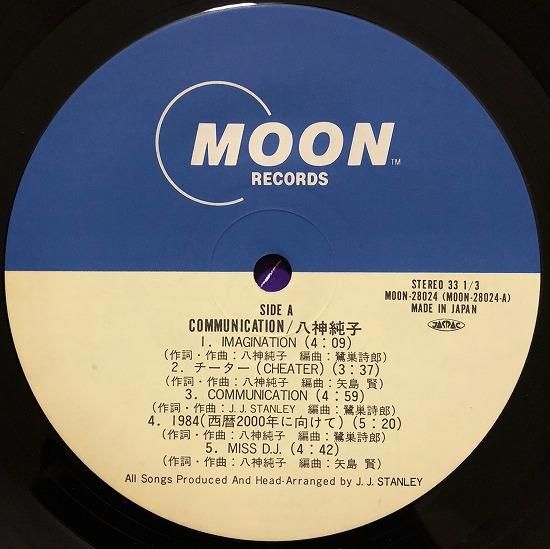 MOON™
RECORDS
STEREO 33 1/3
MOON-28024 (MOON-28024-A)
MADE IN JAPAN
JASRAC
SIDE A
COMMUNICATION/八神純子
1. IMAGINATION (4:09)
(作詞・作曲：八神純子 編曲：鷺巣詩郎)
2. チーター (CHEATER) (3:37)
(作詞・作曲：八神純子 編曲：矢島 賢)
3. COMMUNICATION (4:59)
(作詞・作曲：J. J. STANLEY 編曲：鷺巣詩郎)
4. 1984 (西暦2000年に向けて) (5:20)
(作詞・作曲：八神純子 編曲：鷺巣詩郎)
5. MISS D.J. (4:42)
(作詞・作曲：八神純子 編曲：矢島 賢)
All Songs Produced And Head-Arranged by J. J. STANLEY